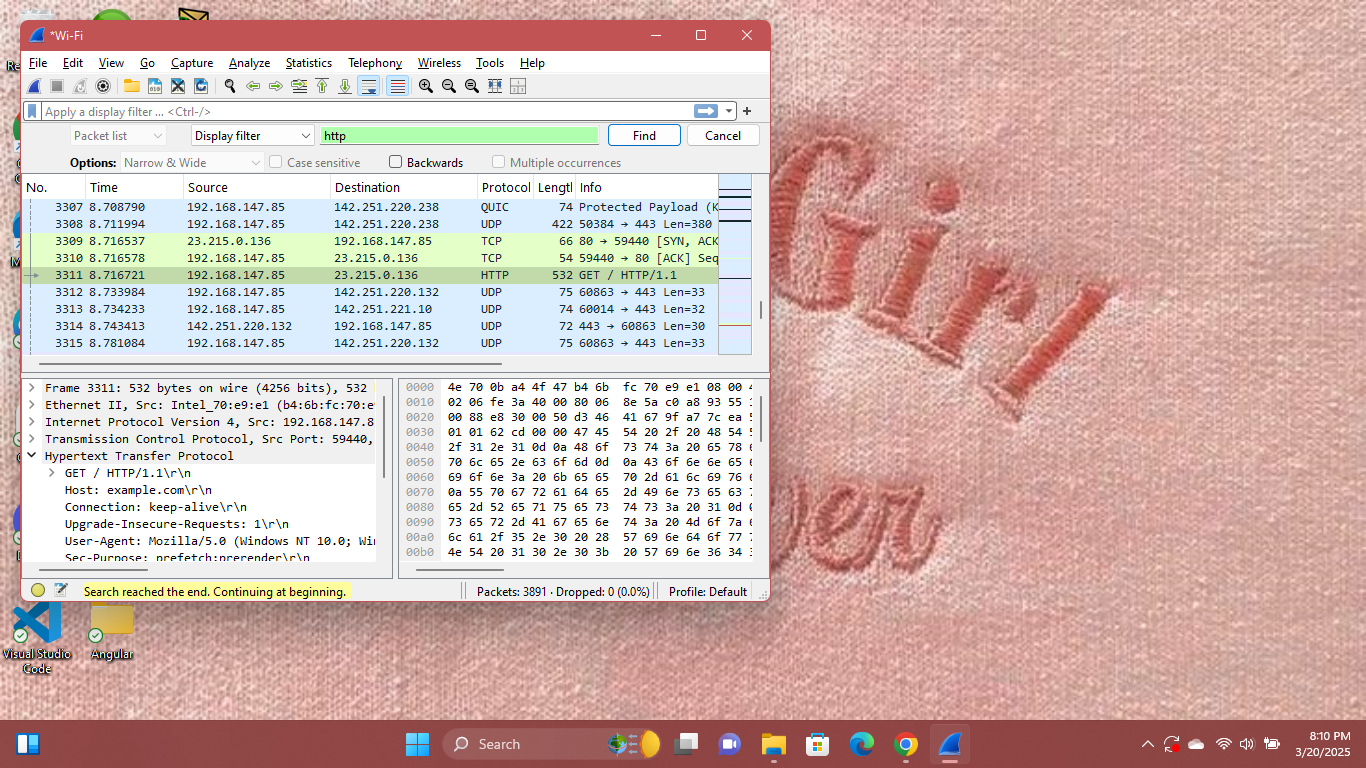 *Wi-Fi
File Edit View Go Capture Analyze Statistics Telephony Wireless Tools Help
Apply a display filter ... <Ctrl-/>
Packet list Display filter http Find Cancel
Options: Narrow & Wide Case sensitive Backwards Multiple occurrences
No. Time Source Destination Protocol Lengtl Info
3307 8.708790 192.168.147.85 142.251.220.238 QUIC 74 Protected Payload (K
3308 8.711994 192.168.147.85 142.251.220.238 UDP 422 50384 → 443 Len=380
3309 8.716537 23.215.0.136 192.168.147.85 TCP 66 80 → 59440 [SYN, ACK
3310 8.716578 192.168.147.85 23.215.0.136 TCP 54 59440 → 80 [ACK] Seq
3311 8.716721 192.168.147.85 23.215.0.136 HTTP 532 GET / HTTP/1.1
3312 8.733984 192.168.147.85 142.251.220.132 UDP 75 60863 → 443 Len=33
3313 8.734233 192.168.147.85 142.251.221.10 UDP 74 60014 → 443 Len=32
3314 8.743413 142.251.220.132 192.168.147.85 UDP 72 443 → 60863 Len=30
3315 8.781084 192.168.147.85 142.251.220.132 UDP 75 60863 → 443 Len=33
Frame 3311: 532 bytes on wire (4256 bits), 532
Ethernet II, Src: Intel_70:e9:e1 (b4:6b:fc:70:e
Internet Protocol Version 4, Src: 192.168.147.8
Transmission Control Protocol, Src Port: 59440,
Hypertext Transfer Protocol
GET / HTTP/1.1\r\n
Host: example.com\r\n
Connection: keep-alive\r\n
Upgrade-Insecure-Requests: 1\r\n
User-Agent: Mozilla/5.0 (Windows NT 10.0; Wi
Sec-Purpose: prefetch;prerender\r\n
0000 4e 70 0b a4 4f 47 b4 6b fc 70 e9 e1 08 00 4
0010 02 06 fe 3a 40 00 80 06 8e 5a c0 a8 93 55 1
0020 00 88 e8 30 00 50 d3 46 41 67 9f a7 7c ea 5
0030 01 01 62 cd 00 00 47 45 54 20 2f 20 48 54 5
0040 2f 31 2e 31 0d 0a 48 6f 73 74 3a 20 65 78 6
0050 70 6c 65 2e 63 6f 6d 0d 0a 43 6f 6e 6e 65 6
0060 69 6f 6e 3a 20 6b 65 65 70 2d 61 6c 69 76 6
0070 0a 55 70 67 72 61 64 65 2d 49 6e 73 65 63 7
0080 65 2d 52 65 71 75 65 73 74 73 3a 20 31 0d 0
0090 73 65 72 2d 41 67 65 6e 74 3a 20 4d 6f 7a 6
00a0 6c 61 2f 35 2e 30 20 28 57 69 6e 64 6f 77 7
00b0 4e 54 20 31 30 2e 30 3b 20 57 69 6e 36 34 3
Search reached the end. Continuing at beginning. Packets: 3891 · Dropped: 0 (0.0%) Profile: Default
Girl
Visual Studio Code
Angular
Search
8:10 PM
3/20/2025